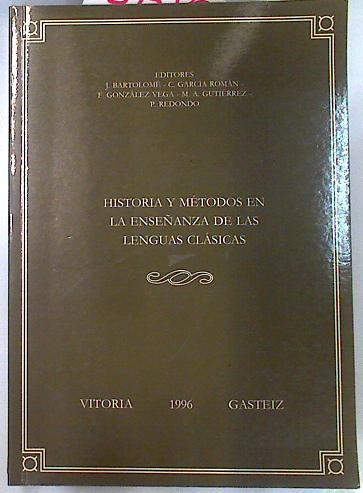 EDITORES
J. BARTOLOMÉ - C. GARCÍA ROMÁN -
F. GONZÁLEZ VEGA - M. A. GUTIÉRREZ -
P. REDONDO
HISTORIA Y MÉTODOS EN
LA ENSEÑANZA DE LAS
LENGUAS CLÁSICAS
VITORIA 1996 GASTEIZ